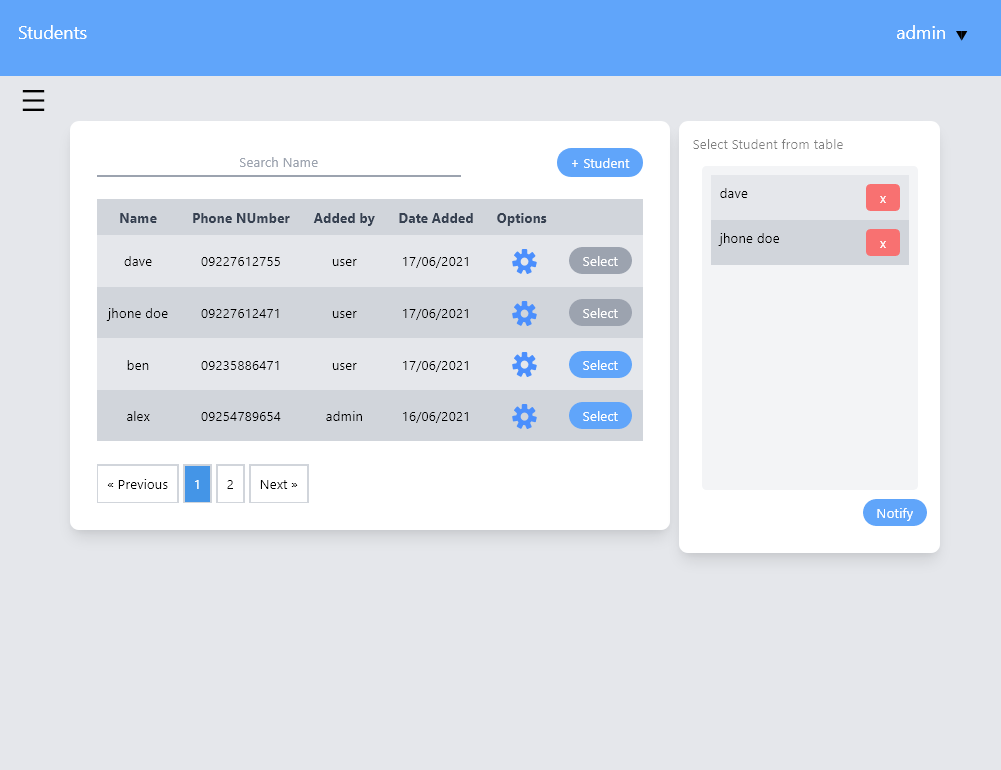 Students
admin ▼
☰
Search Name
+ Student
Name Phone NUmber Added by Date Added Options
dave 09227612755 user 17/06/2021 Select
jhone doe 09227612471 user 17/06/2021 Select
ben 09235886471 user 17/06/2021 Select
alex 09254789654 admin 16/06/2021 Select
« Previous 1 2 Next »
Select Student from table
dave x
jhone doe x
Notify